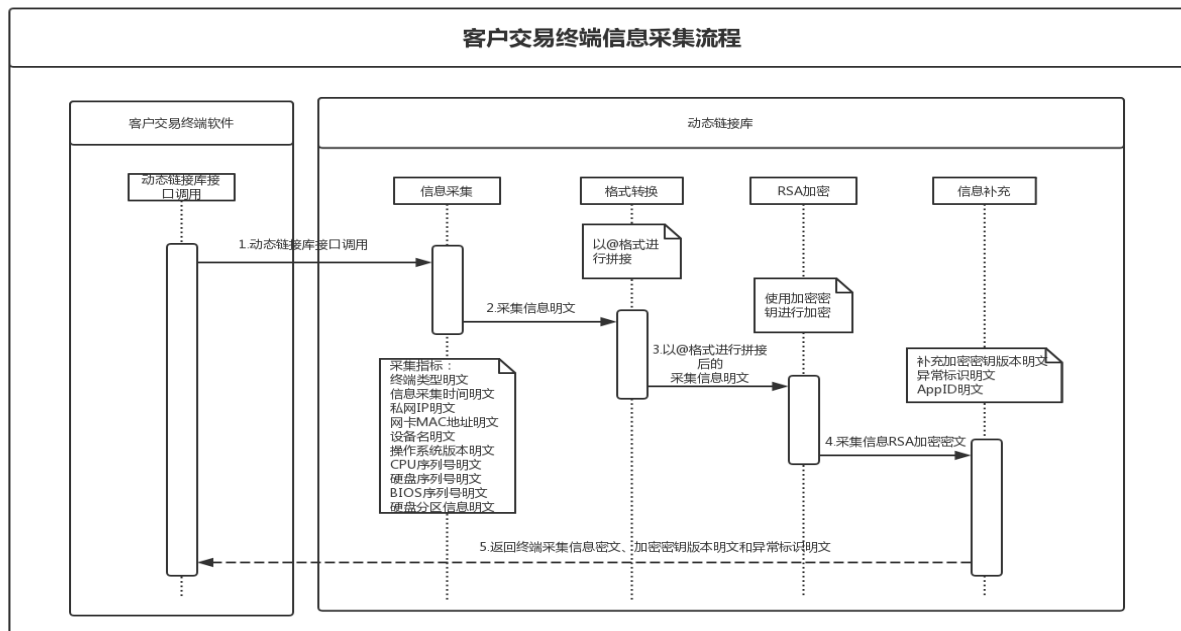 客户交易终端信息采集流程
客户交易终端软件
动态链接库
动态链接库接
口调用
信息采集
格式转换
RSA加密
信息补充
1.动态链接库接口调用
以@格式进
行拼接
使用加密密
钥进行加密
2.采集信息明文
3.以@格式进行拼接
后的
采集信息明文
补充加密密钥版本明文
异常标识明文
AppID明文
采集指标：
终端类型明文
信息采集时间明文
私网IP明文
网卡MAC地址明文
设备名明文
操作系统版本明文
CPU序列号明文
硬盘序列号明文
BIOS序列号明文
硬盘分区信息明文
4.采集信息RSA加密密文
5.返回终端采集信息密文、加密密钥版本明文和异常标识明文